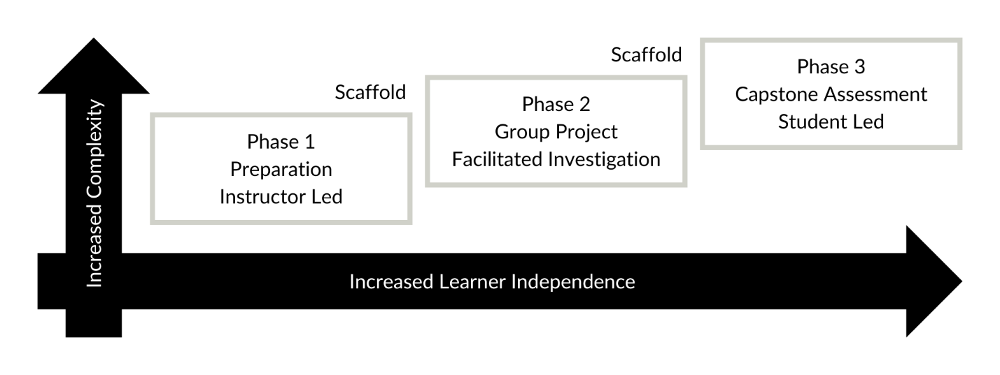 Scaffold
Phase 3
Capstone Assessment
Student Led
Scaffold
Phase 2
Group Project
Facilitated Investigation
Phase 1
Preparation
Instructor Led
Increased Complexity
Increased Learner Independence